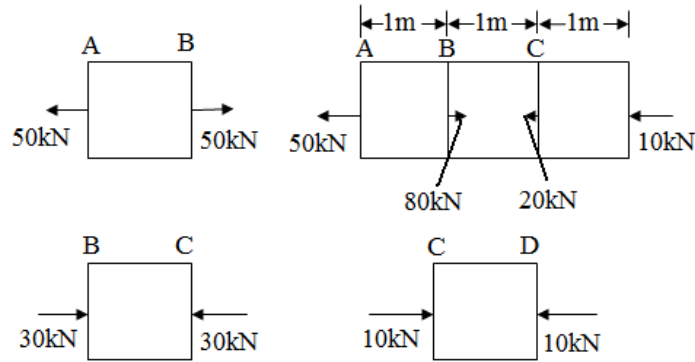 1m 1m 1m
A B
A B C
50kN 50kN
50kN 10kN
80kN 20kN
B C
C D
30kN 30kN
10kN 10kN